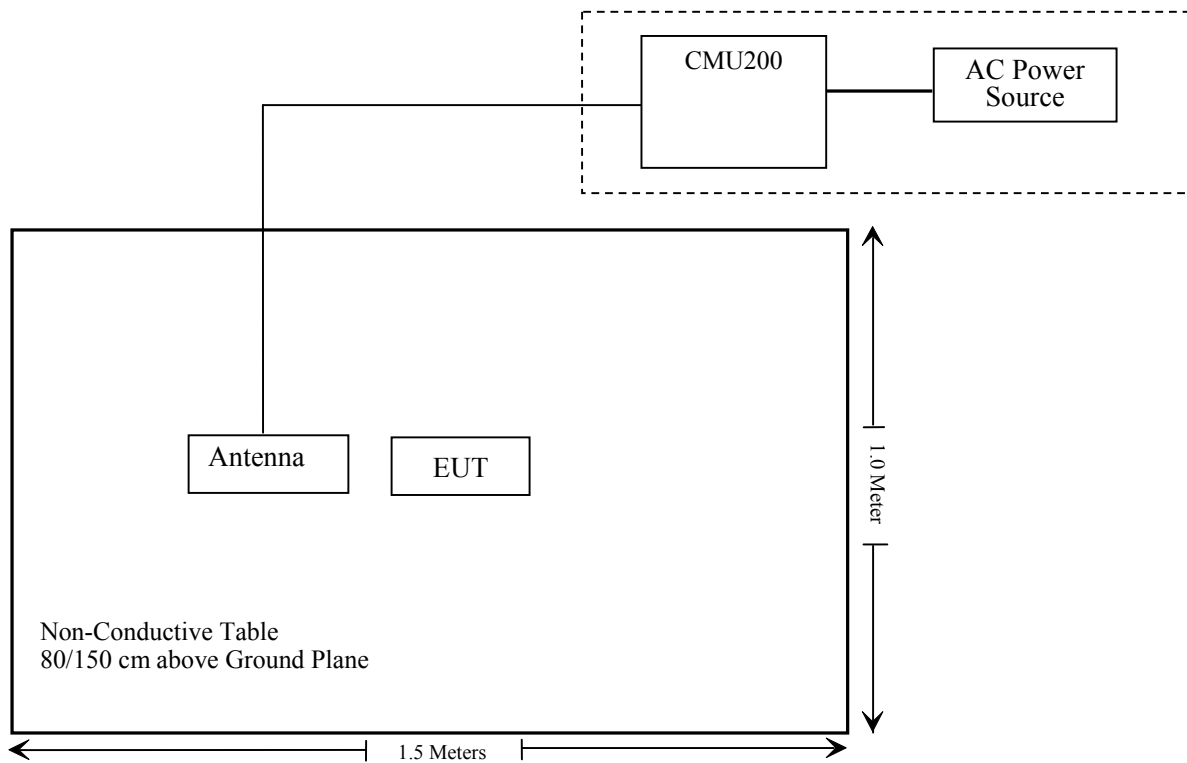 CMU200
AC Power
Source
Antenna
EUT
1.0 Meter
Non-Conductive Table
80/150 cm above Ground Plane
1.5 Meters